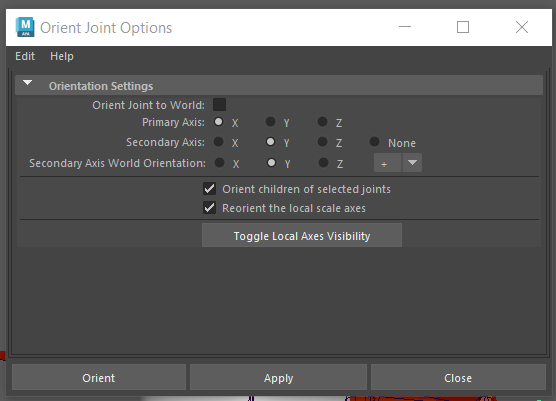 M
AYA
Orient Joint Options
Edit Help
Orientation Settings
Orient Joint to World:
Primary Axis: X Y Z
Secondary Axis: X Y Z None
Secondary Axis World Orientation: X Y Z +
Orient children of selected joints
Reorient the local scale axes
Toggle Local Axes Visibility
Orient Apply Close